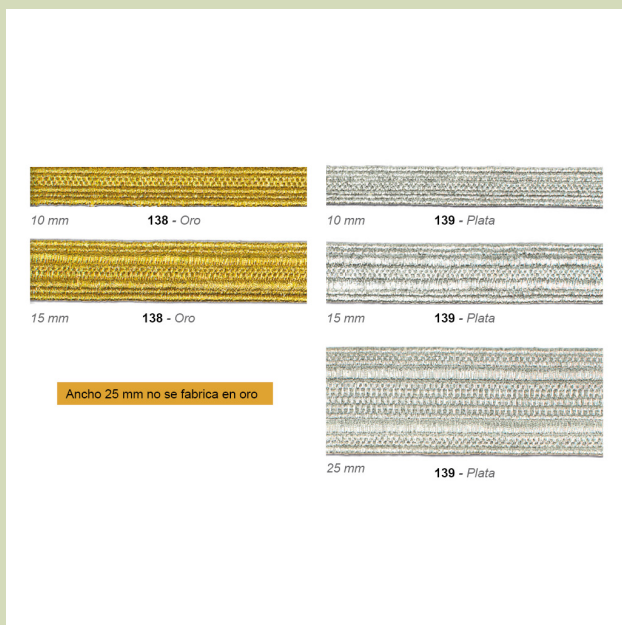 10 mm 138 - Oro
10 mm 139 - Plata
15 mm 138 - Oro
15 mm 139 - Plata
Ancho 25 mm no se fabrica en oro
25 mm 139 - Plata